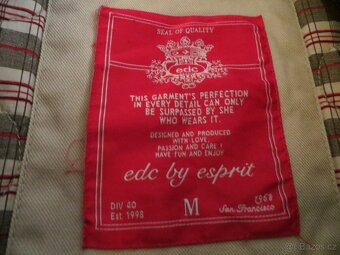 SEAL OF QUALITY
edc
THIS GARMENT'S PERFECTION
IN EVERY DETAIL CAN ONLY
BE SURPASSED BY SHE
WHO WEARS IT.
DESIGNED AND PRODUCED
WITH LOVE,
PASSION AND CARE!
HAVE FUN AND ENJOY
edc by esprit
DIV 40
Est. 1998
M
1968
San Francisco